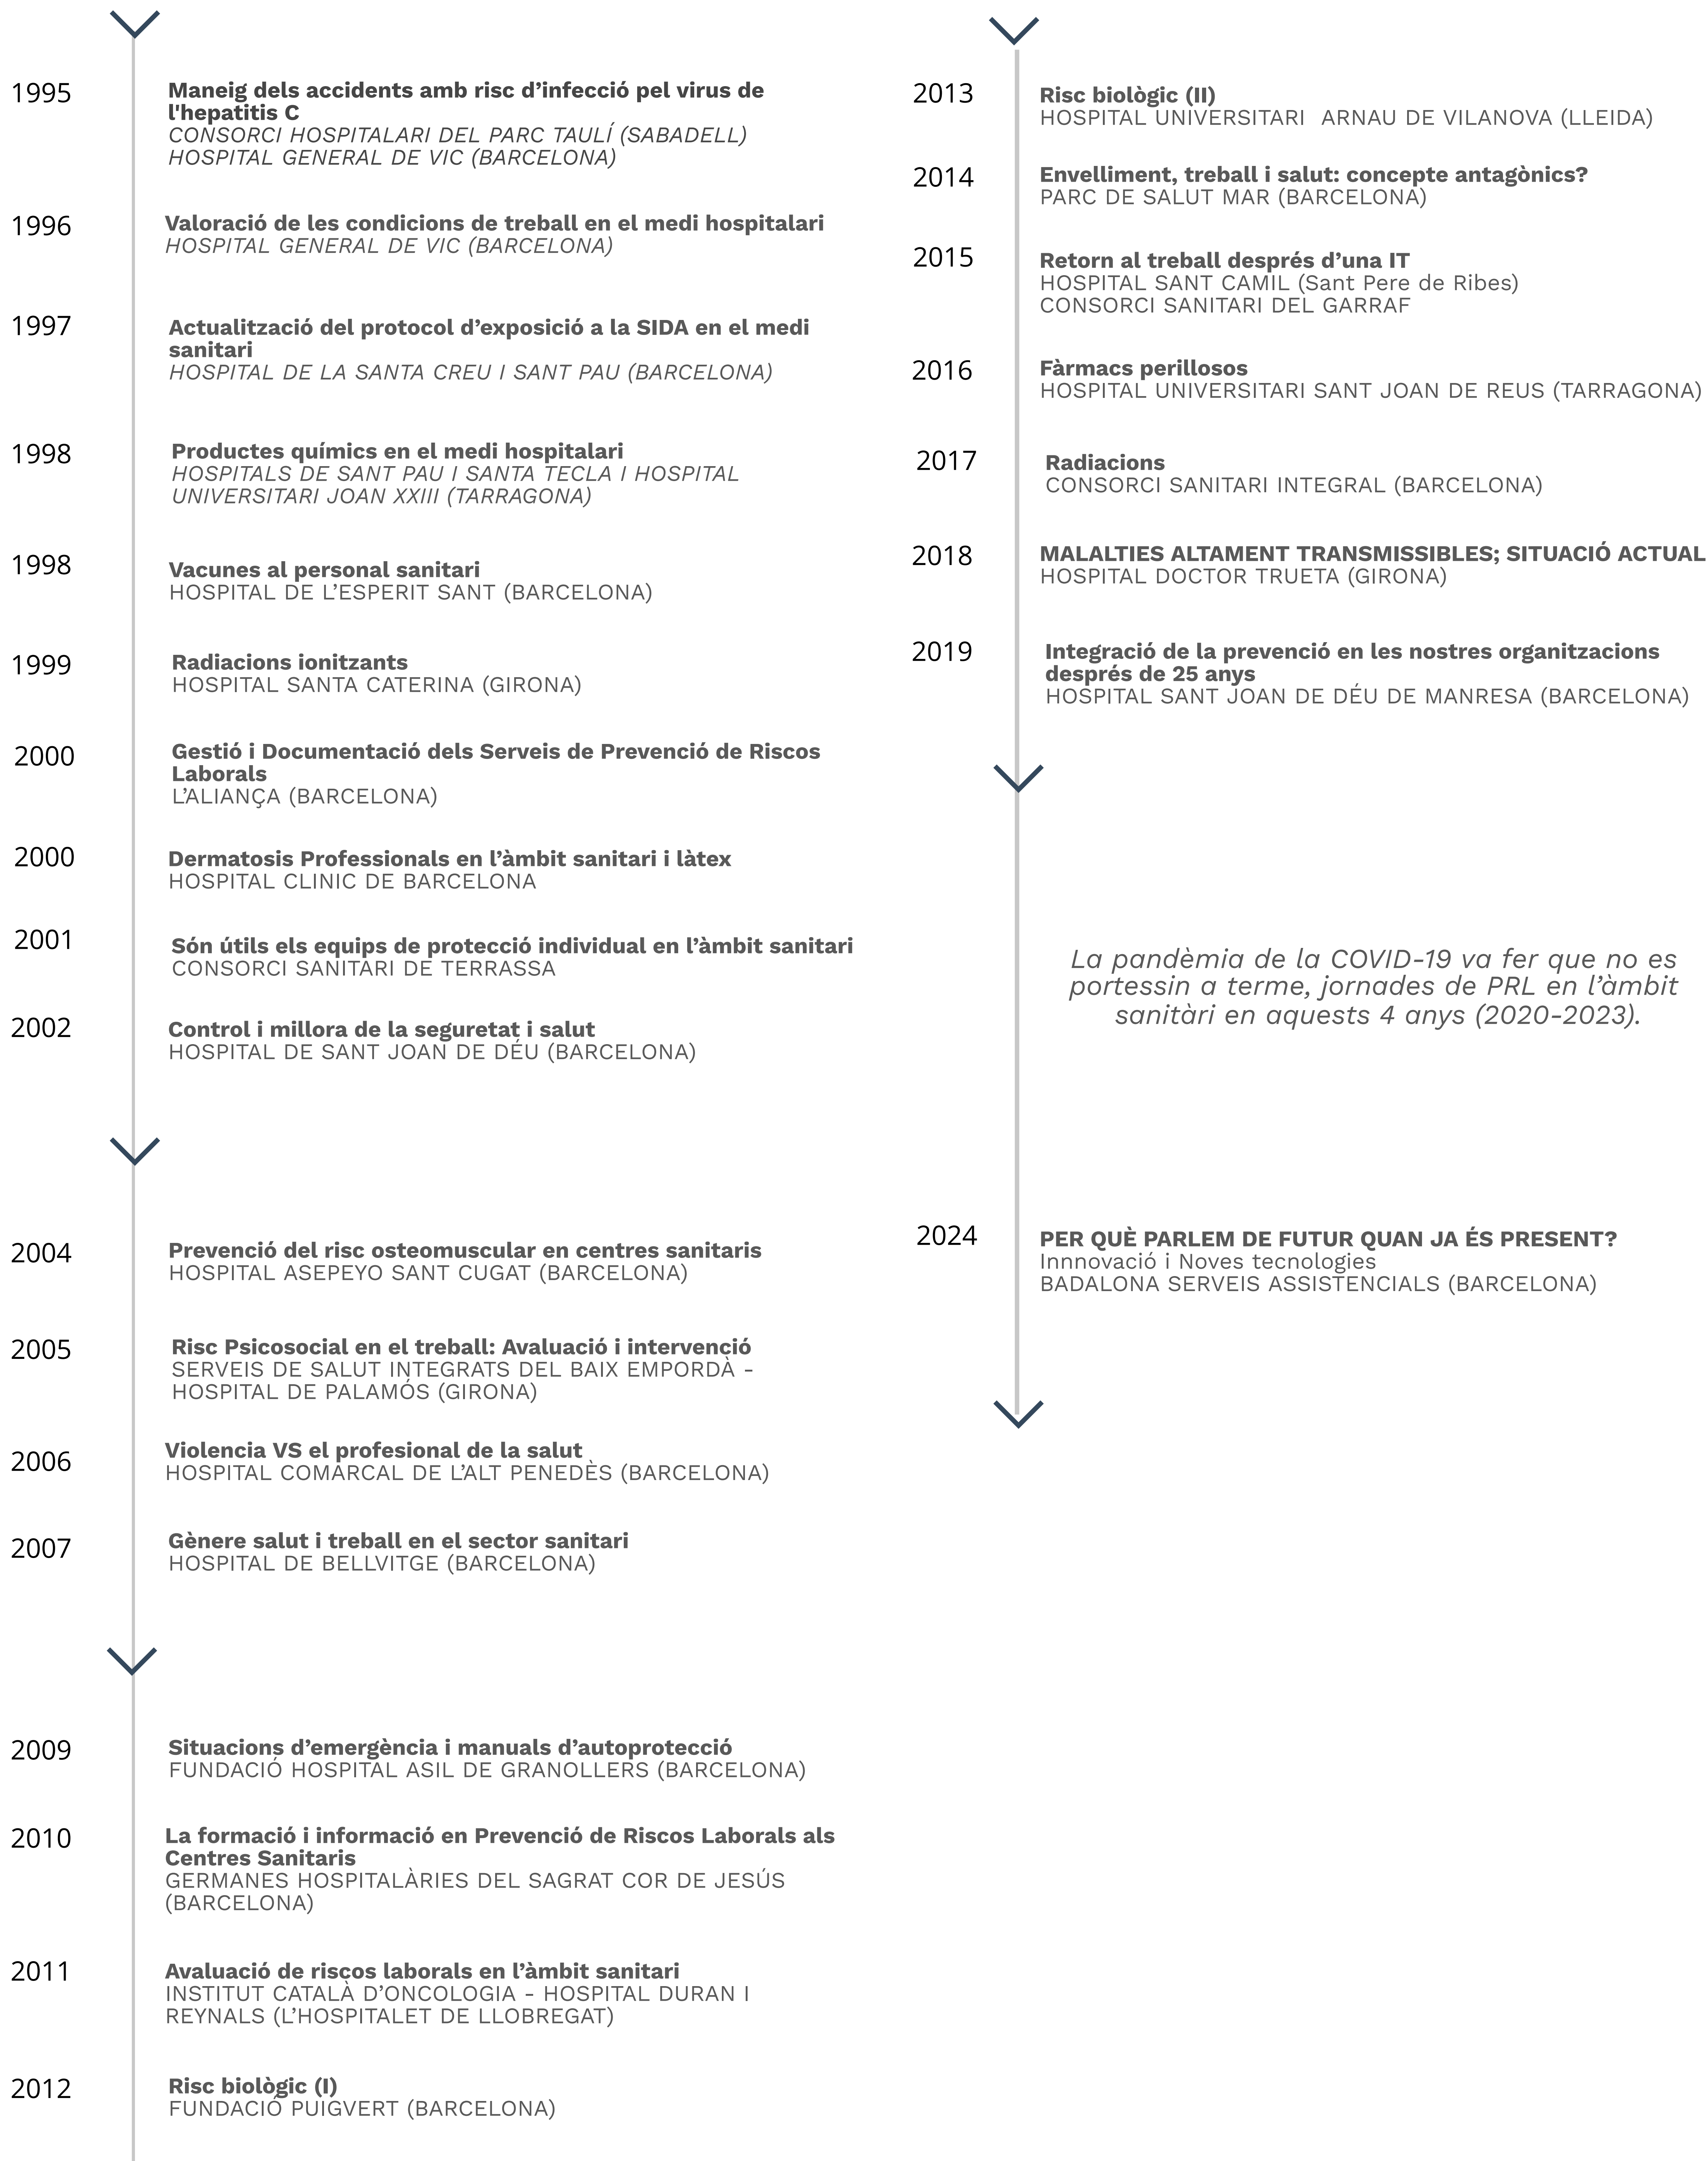 1995
Maneig dels accidents amb risc d’infecció pel virus de
l'hepatitis C
CONSORCI HOSPITALARI DEL PARC TAULÍ (SABADELL)
HOSPITAL GENERAL DE VIC (BARCELONA)
1996
Valoració de les condicions de treball en el medi hospitalari
HOSPITAL GENERAL DE VIC (BARCELONA)
1997
Actualització del protocol d’exposició a la SIDA en el medi
sanitari
HOSPITAL DE LA SANTA CREU I SANT PAU (BARCELONA)
1998
Productes químics en el medi hospitalari
HOSPITALS DE SANT PAU I SANTA TECLA I HOSPITAL
UNIVERSITARI JOAN XXIII (TARRAGONA)
1998
Vacunes al personal sanitari
HOSPITAL DE L’ESPERIT SANT (BARCELONA)
1999
Radiacions ionitzants
HOSPITAL SANTA CATERINA (GIRONA)
2000
Gestió i Documentació dels Serveis de Prevenció de Riscos
Laborals
L’ALIANÇA (BARCELONA)
2000
Dermatosis Professionals en l’àmbit sanitari i làtex
HOSPITAL CLINIC DE BARCELONA
2001
Són útils els equips de protecció individual en l’àmbit sanitari
CONSORCI SANITARI DE TERRASSA
2002
Control i millora de la seguretat i salut
HOSPITAL DE SANT JOAN DE DÉU (BARCELONA)
2004
Prevenció del risc osteomuscular en centres sanitaris
HOSPITAL ASEPEYO SANT CUGAT (BARCELONA)
2005
Risc Psicosocial en el treball: Avaluació i intervenció
SERVEIS DE SALUT INTEGRATS DEL BAIX EMPORDÀ -
HOSPITAL DE PALAMÓS (GIRONA)
2006
Violencia VS el profesional de la salut
HOSPITAL COMARCAL DE L’ALT PENEDÈS (BARCELONA)
2007
Gènere salut i treball en el sector sanitari
HOSPITAL DE BELLVITGE (BARCELONA)
2009
Situacions d’emergència i manuals d’autoprotecció
FUNDACIÓ HOSPITAL ASIL DE GRANOLLERS (BARCELONA)
2010
La formació i informació en Prevenció de Riscos Laborals als
Centres Sanitaris
GERMANES HOSPITALÀRIES DEL SAGRAT COR DE JESÚS
(BARCELONA)
2011
Avaluació de riscos laborals en l’àmbit sanitari
INSTITUT CATALÀ D’ONCOLOGIA - HOSPITAL DURAN I
REYNALS (L’HOSPITALET DE LLOBREGAT)
2012
Risc biològic (I)
FUNDACIÓ PUIGVERT (BARCELONA)
2013
Risc biològic (II)
HOSPITAL UNIVERSITARI ARNAU DE VILANOVA (LLEIDA)
2014
Envelliment, treball i salut: concepte antagònics?
PARC DE SALUT MAR (BARCELONA)
2015
Retorn al treball després d’una IT
HOSPITAL SANT CAMIL (Sant Pere de Ribes)
CONSORCI SANITARI DEL GARRAF
2016
Fàrmacs perillosos
HOSPITAL UNIVERSITARI SANT JOAN DE REUS (TARRAGONA)
2017
Radiacions
CONSORCI SANITARI INTEGRAL (BARCELONA)
2018
MALALTIES ALTAMENT TRANSMISSIBLES; SITUACIÓ ACTUAL
HOSPITAL DOCTOR TRUETA (GIRONA)
2019
Integració de la prevenció en les nostres organitzacions
després de 25 anys
HOSPITAL SANT JOAN DE DÉU DE MANRESA (BARCELONA)
La pandèmia de la COVID-19 va fer que no es
portessin a terme, jornades de PRL en l’àmbit
sanitàri en aquests 4 anys (2020-2023).
2024
PER QUÈ PARLEM DE FUTUR QUAN JA ÉS PRESENT?
Innnovació i Noves tecnologies
BADALONA SERVEIS ASSISTENCIALS (BARCELONA)